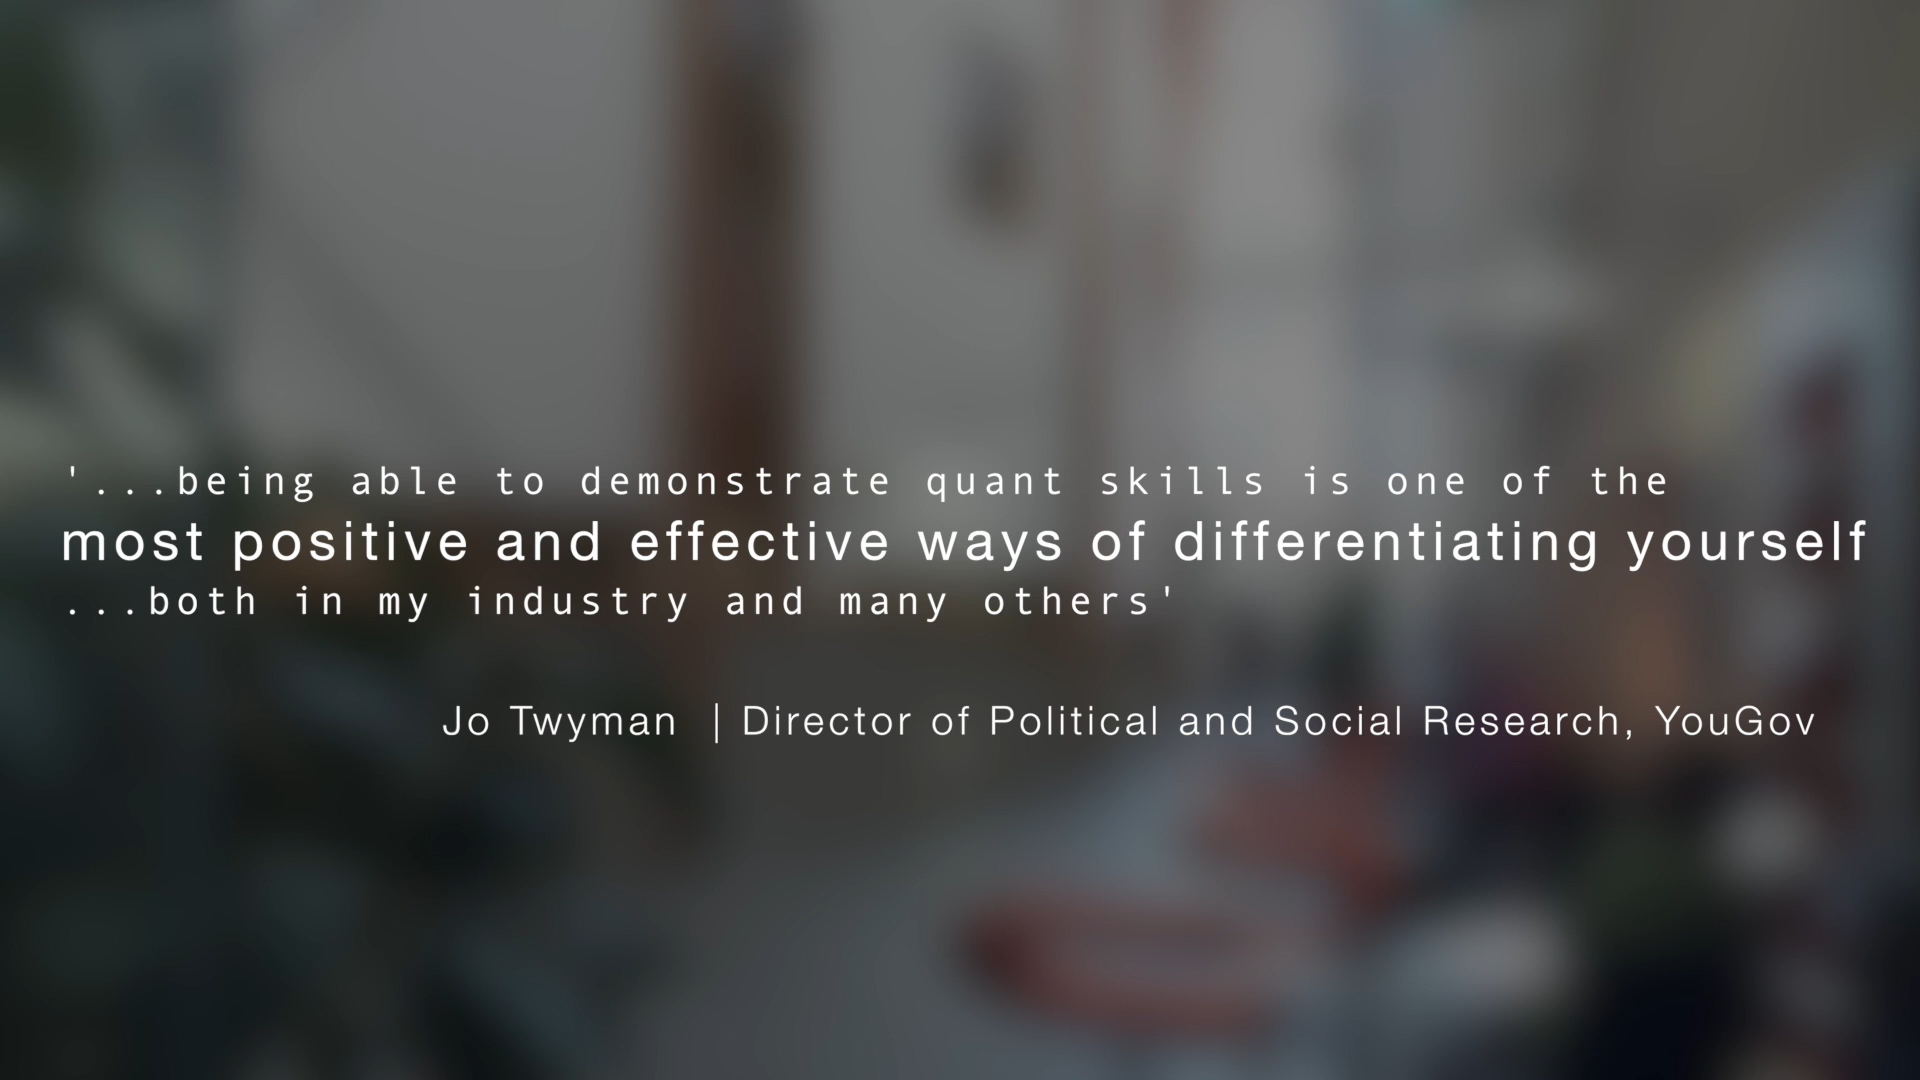 '...being able to demonstrate quant skills is one of the
most positive and effective ways of differentiating yourself
...both in my industry and many others'
Jo Twyman | Director of Political and Social Research, YouGov